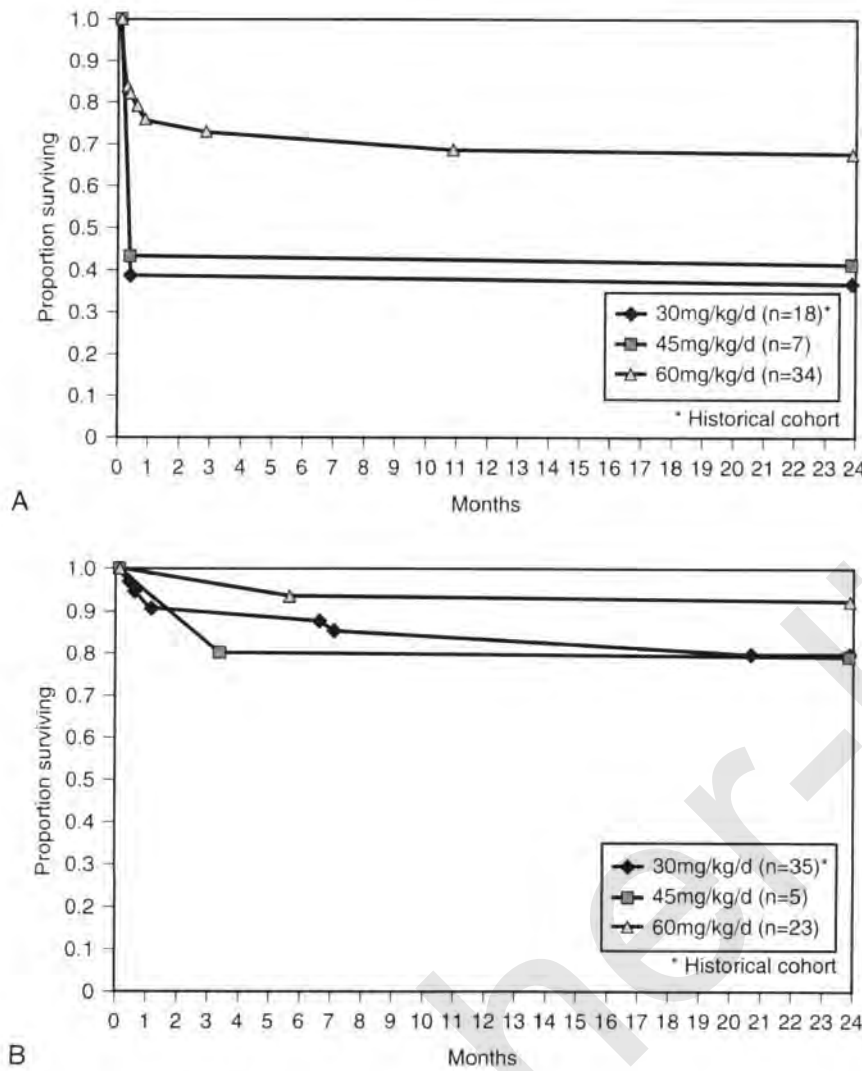 1.0
0.9
0.8
0.7
0.6
0.5
0.4
0.3
0.2
0.1
0
Proportion surviving
30mg/kg/d (n=18)*
45mg/kg/d (n=7)
60mg/kg/d (n=34)
* Historical cohort
0 1 2 3 4 5 6 7 8 9 10 11 12 13 14 15 16 17 18 19 20 21 22 23 24
Months
A
1.0
0.9
0.8
0.7
0.6
0.5
0.4
0.3
0.2
0.1
0
Proportion surviving
30mg/kg/d (n=35)*
45mg/kg/d (n=5)
60mg/kg/d (n=23)
* Historical cohort
0 1 2 3 4 5 6 7 8 9 10 11 12 13 14 15 16 17 18 19 20 21 22 23 24
Months
B